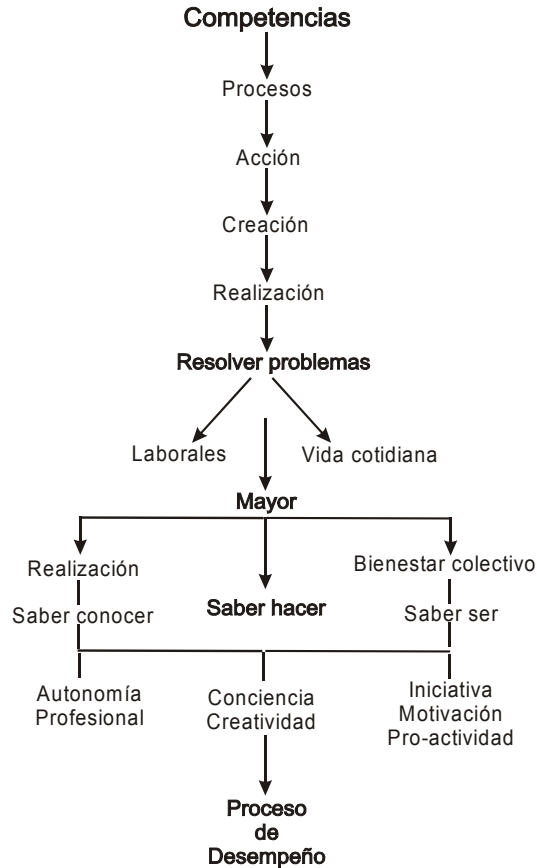 Competencias
Procesos
Acción
Creación
Realización
Resolver problemas
Laborales
Vida cotidiana
Mayor
Realización
Bienestar colectivo
Saber conocer
Saber hacer
Saber ser
Autonomía
Profesional
Conciencia
Creatividad
Iniciativa
Motivación
Pro-actividad
Proceso
de
Desempeño